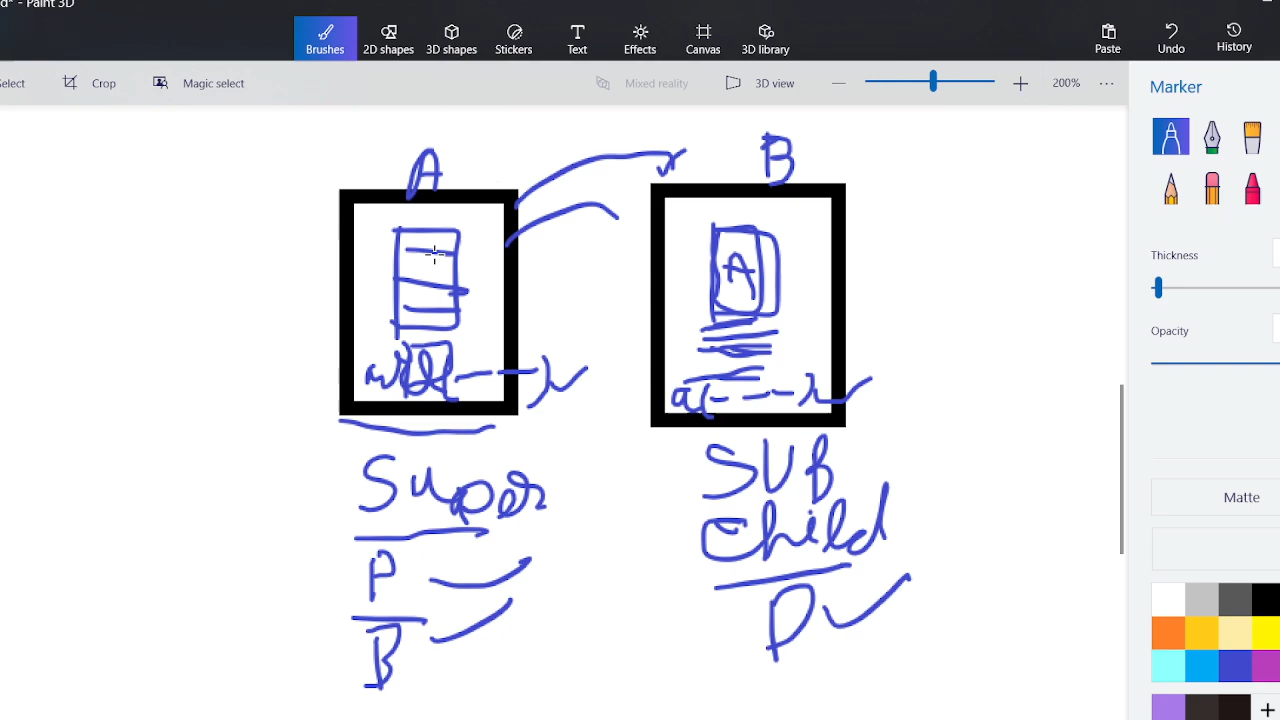 d* - Paint 3D
Brushes
2D shapes
3D shapes
Stickers
Text
Effects
Canvas
3D library
Paste
Undo
History
elect
Crop
Magic select
Mixed reality
3D view
200%
Marker
Thickness
Opacity
Matte
A
B
A
Super
P
B
SUB
child
D